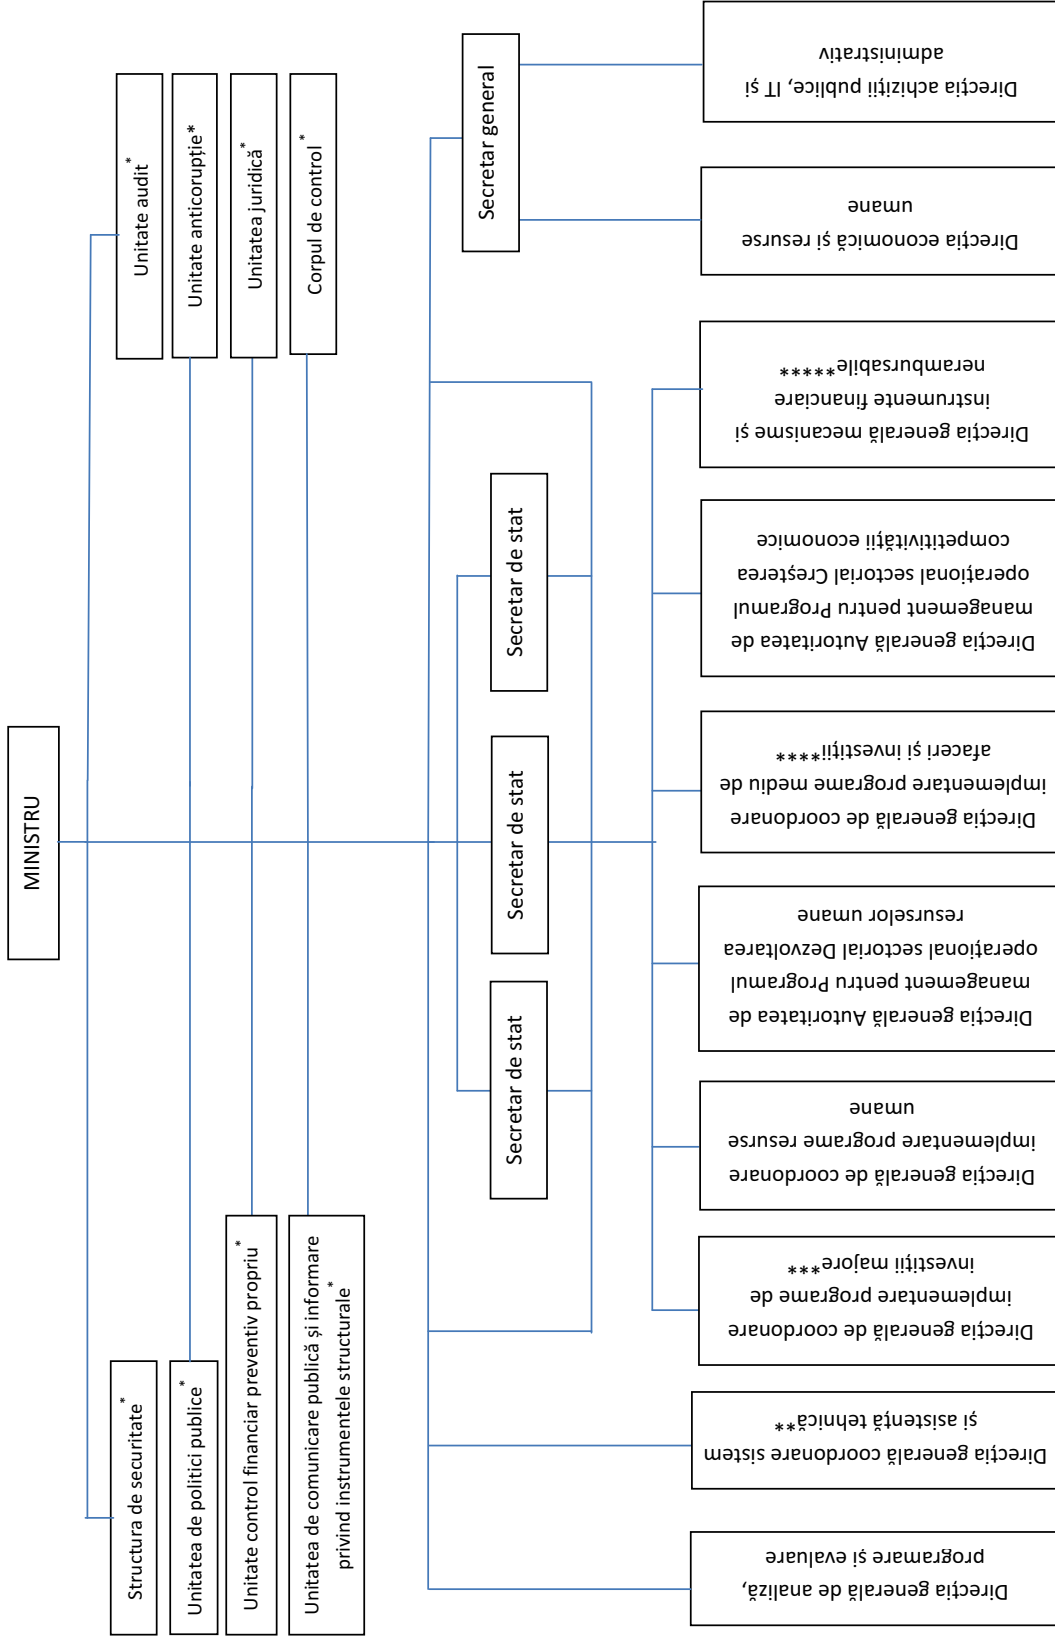 MINISTRU
Structura de securitate*
Unitate audit*
Unitatea de politici publice*
Unitate anticorupție*
Unitate control financiar preventiv propriu*
Unitatea juridică*
Unitatea de comunicare publică și informare
privind instrumentele structurale*
Corpul de control*
Secretar general
Secretar de stat
Secretar de stat
Secretar de stat
Direcția generală de analiză,
programare și evaluare
Direcția generală coordonare sistem
și asistență tehnică**
Direcția generală de coordonare
implementare programe de
investiții majore***
Direcția generală de coordonare
implementare programe resurse
umane
Direcția generală Autoritatea de
management pentru Programul
operațional sectorial Dezvoltarea
resurselor umane
Direcția generală de coordonare
implementare programe mediu de
afaceri și investiții****
Direcția generală Autoritatea de
management pentru Programul
operațional sectorial Creșterea
competitivității economice
Direcția generală mecanisme și
instrumente financiare
nerambursabile*****
Direcția economică și resurse
umane
Direcția achiziții publice, IT și
administrativ